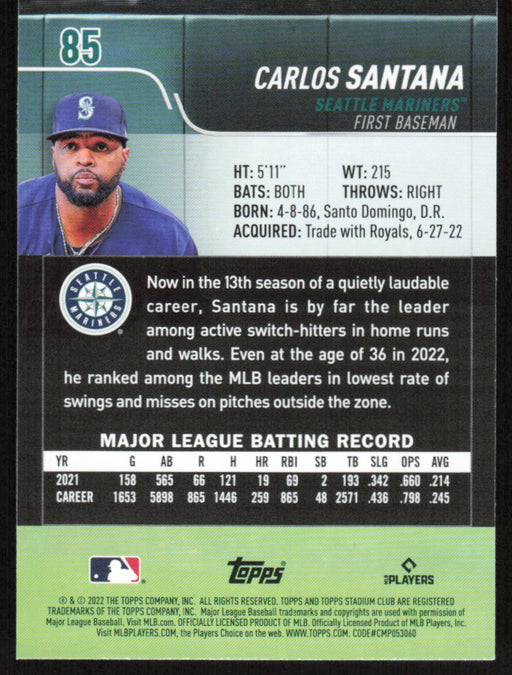 85
CARLOS SANTANA
SEATTLE MARINERS™
FIRST BASEMAN
HT: 5'11" WT: 215
BATS: BOTH THROWS: RIGHT
BORN: 4-8-86, Santo Domingo, D.R.
ACQUIRED: Trade with Royals, 6-27-22
S
SEATTLE
MARINERS
®
Now in the 13th season of a quietly laudable
career, Santana is by far the leader
among active switch-hitters in home runs
and walks. Even at the age of 36 in 2022,
he ranked among the MLB leaders in lowest rate of
swings and misses on pitches outside the zone.
MAJOR LEAGUE BATTING RECORD
YR G AB R H HR RBI SB TB SLG OPS AVG
2021 158 565 66 121 19 69 2 193 .342 .660 .214
CAREER 1653 5898 865 1446 259 865 48 2571 .436 .798 .245
topps®
MLB PLAYERS
® & © 2022 THE TOPPS COMPANY, INC. ALL RIGHTS RESERVED. TOPPS AND TOPPS STADIUM CLUB ARE REGISTERED
TRADEMARKS OF THE TOPPS COMPANY, INC. Major League Baseball trademarks and copyrights are used with permission of
Major League Baseball. Visit MLB.com. OFFICIALLY LICENSED PRODUCT OF MLB. Officially Licensed Product of MLB Players, Inc.
Visit MLBPLAYERS.com, the Players Choice on the web. WWW.TOPPS.COM. CODE#CMP053060